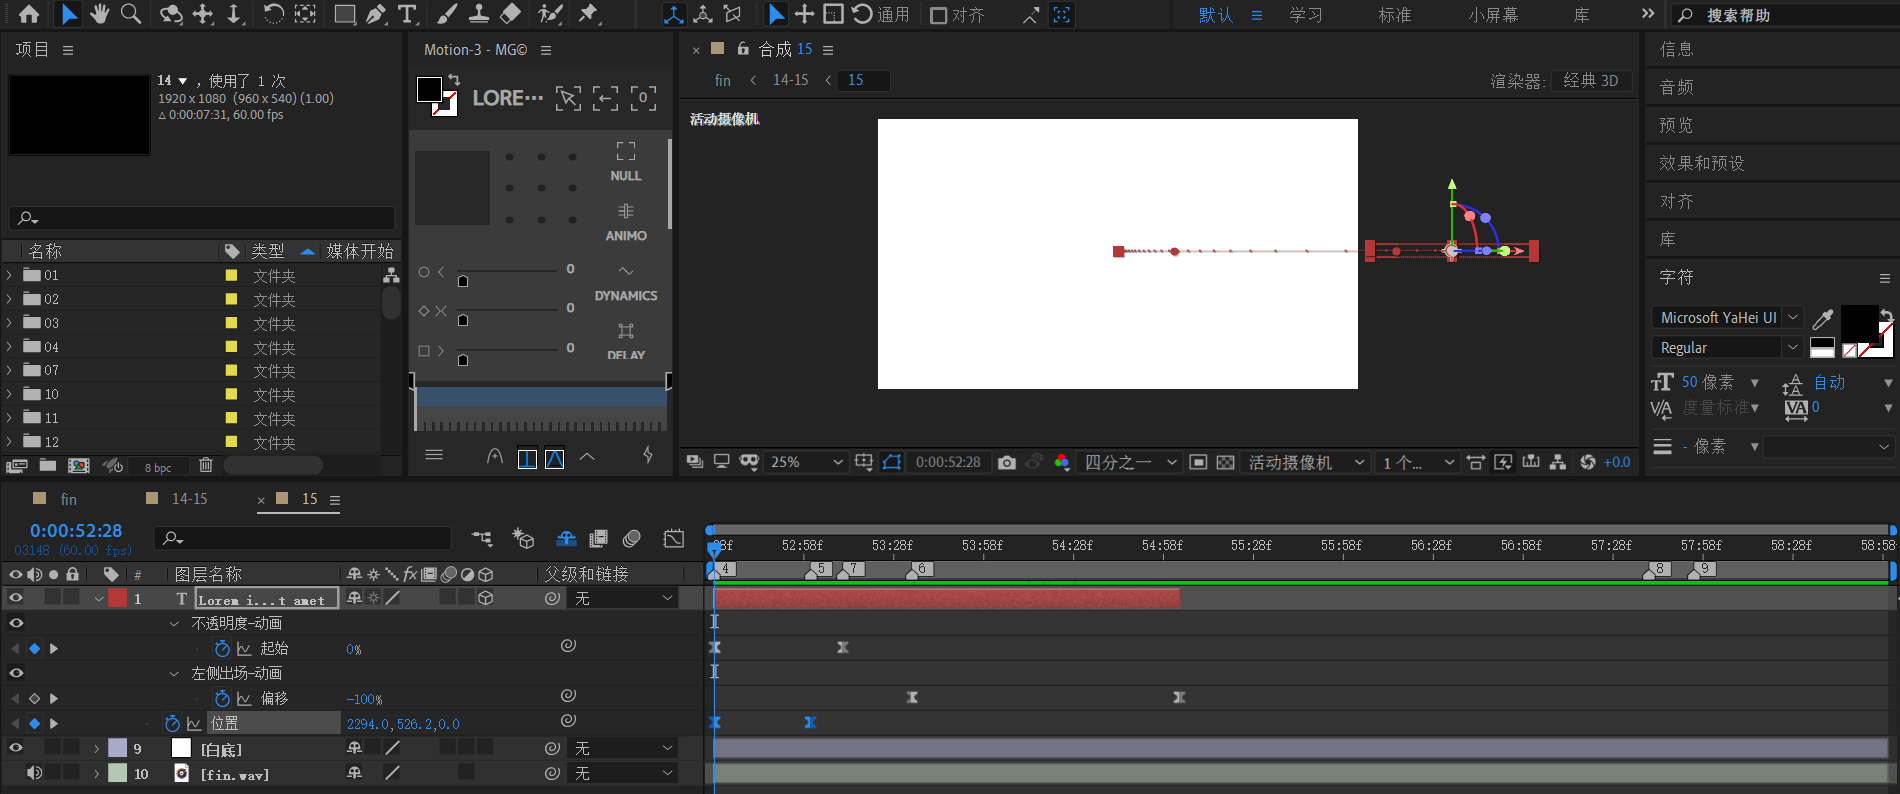 通用
对齐
默认
学习
标准
小屏幕
库
搜索帮助
项目
14 ▼ ，使用了 1 次
1920 x 1080 (960 x 540) (1.00)
△ 0:00:07:31, 60.00 fps
名称
类型
媒体开始
01 文件夹
02 文件夹
03 文件夹
04 文件夹
07 文件夹
10 文件夹
11 文件夹
12 文件夹
8 bpc
Motion-3 - MG©
LORE···
0
NULL
ANIMO
DYNAMICS
DELAY
0
0
0
合成 15
fin < 14-15 < 15
渲染器: 经典 3D
活动摄像机
25%
0:00:52:28
四分之一
活动摄像机
1 个...
+0.0
信息
音频
预览
效果和预设
对齐
库
字符
Microsoft YaHei UI
Regular
50 像素
自动
度量标准
0
- 像素
fin
14-15
15
0:00:52:28
03148 (60.00 fps)
# 图层名称
父级和链接
28f 52:58f 53:28f 53:58f 54:28f 54:58f 55:28f 55:58f 56:28f 56:58f 57:28f 57:58f 58:28f 58:58
4 5 7 6 8 9
1 T Lorem i...t amet 无
不透明度-动画
起始 0%
左侧出场-动画
偏移 -100%
位置 2294.0,526.2,0.0
9 [白底] 无
10 [fin.wav] 无